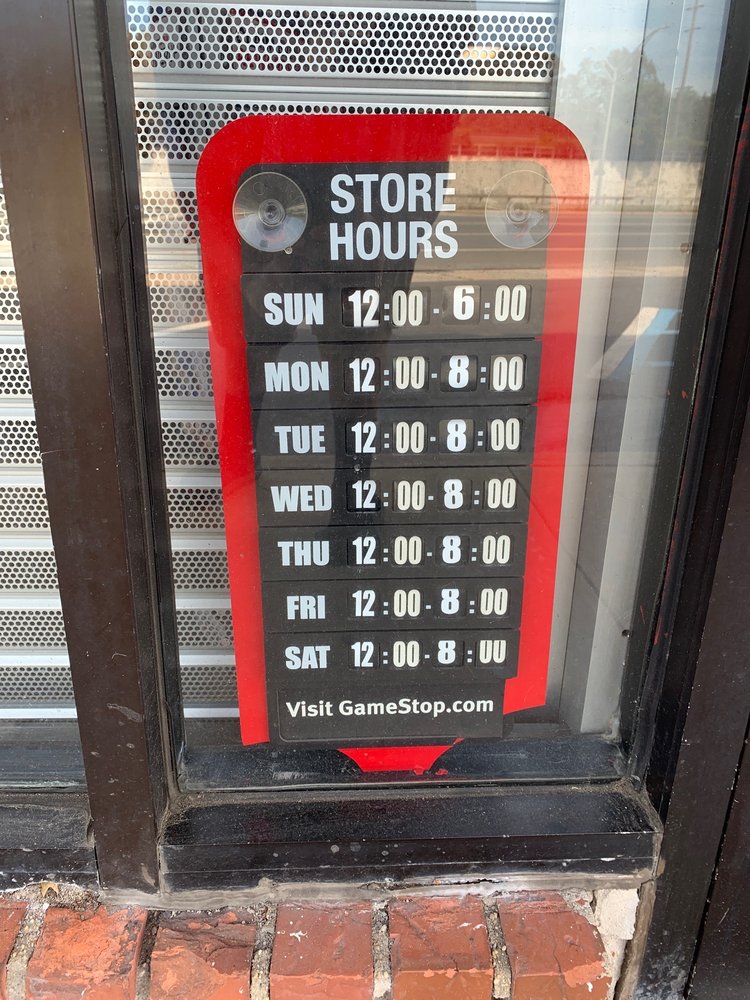 STORE
HOURS
SUN 12:00-6:00
MON 12:00-8:00
TUE 12:00-8:00
WED 12:00-8:00
THU 12:00-8:00
FRI 12:00-8:00
SAT 12:00-8:00
Visit GameStop.com